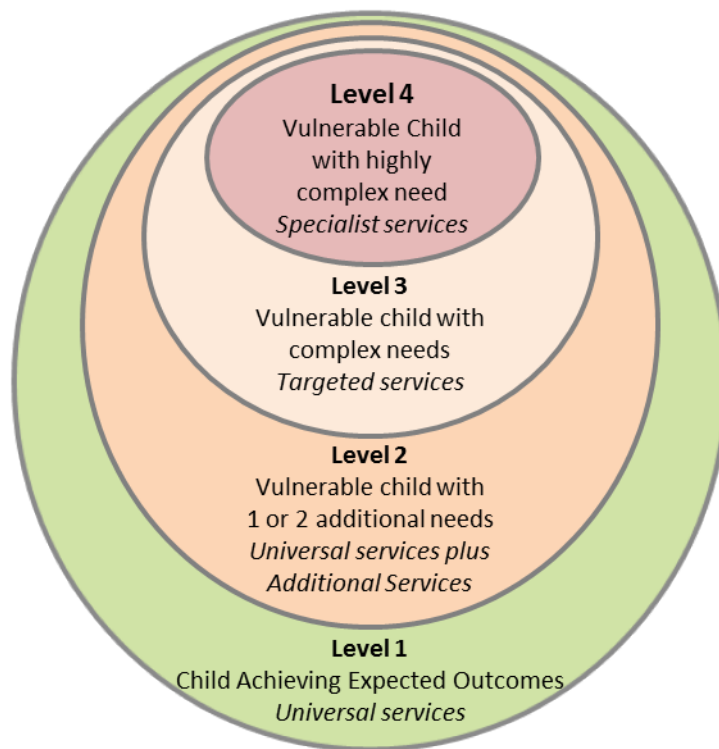 Level 4
Vulnerable Child
with highly
complex need
Specialist services
Level 3
Vulnerable child with
complex needs
Targeted services
Level 2
Vulnerable child with
1 or 2 additional needs
Universal services plus
Additional Services
Level 1
Child Achieving Expected Outcomes
Universal services